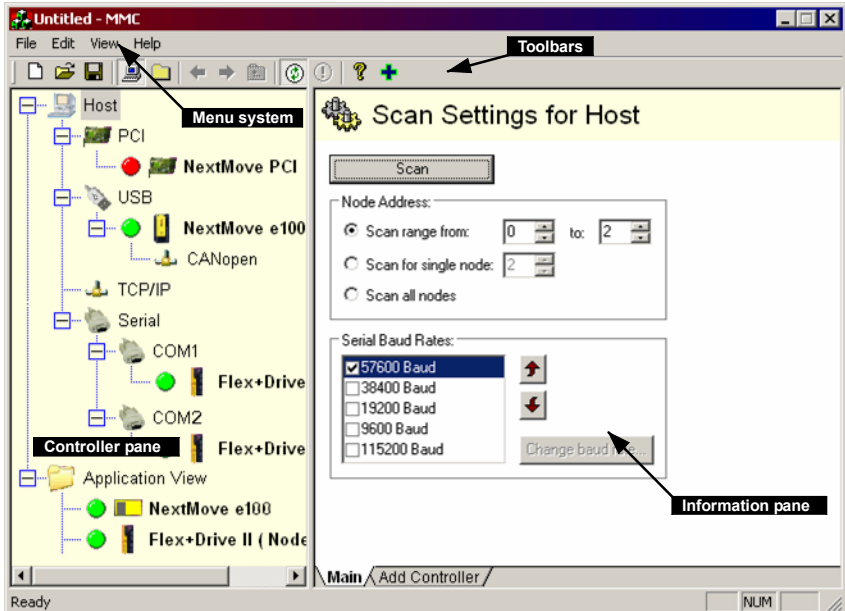 Untitled - MMC
File Edit View Help
Toolbars
Menu system
Host
PCI
NextMove PCI
USB
NextMove e100
CANopen
TCP/IP
Serial
COM1
Flex+Drive
COM2
Controller pane
Flex+Drive
Application View
NextMove e100
Flex+Drive II ( Node
Scan Settings for Host
Scan
Node Address:
Scan range from: 0 to: 2
Scan for single node: 2
Scan all nodes
Serial Baud Rates:
57600 Baud
38400 Baud
19200 Baud
9600 Baud
115200 Baud
Change baud rate...
Information pane
Main Add Controller
Ready NUM